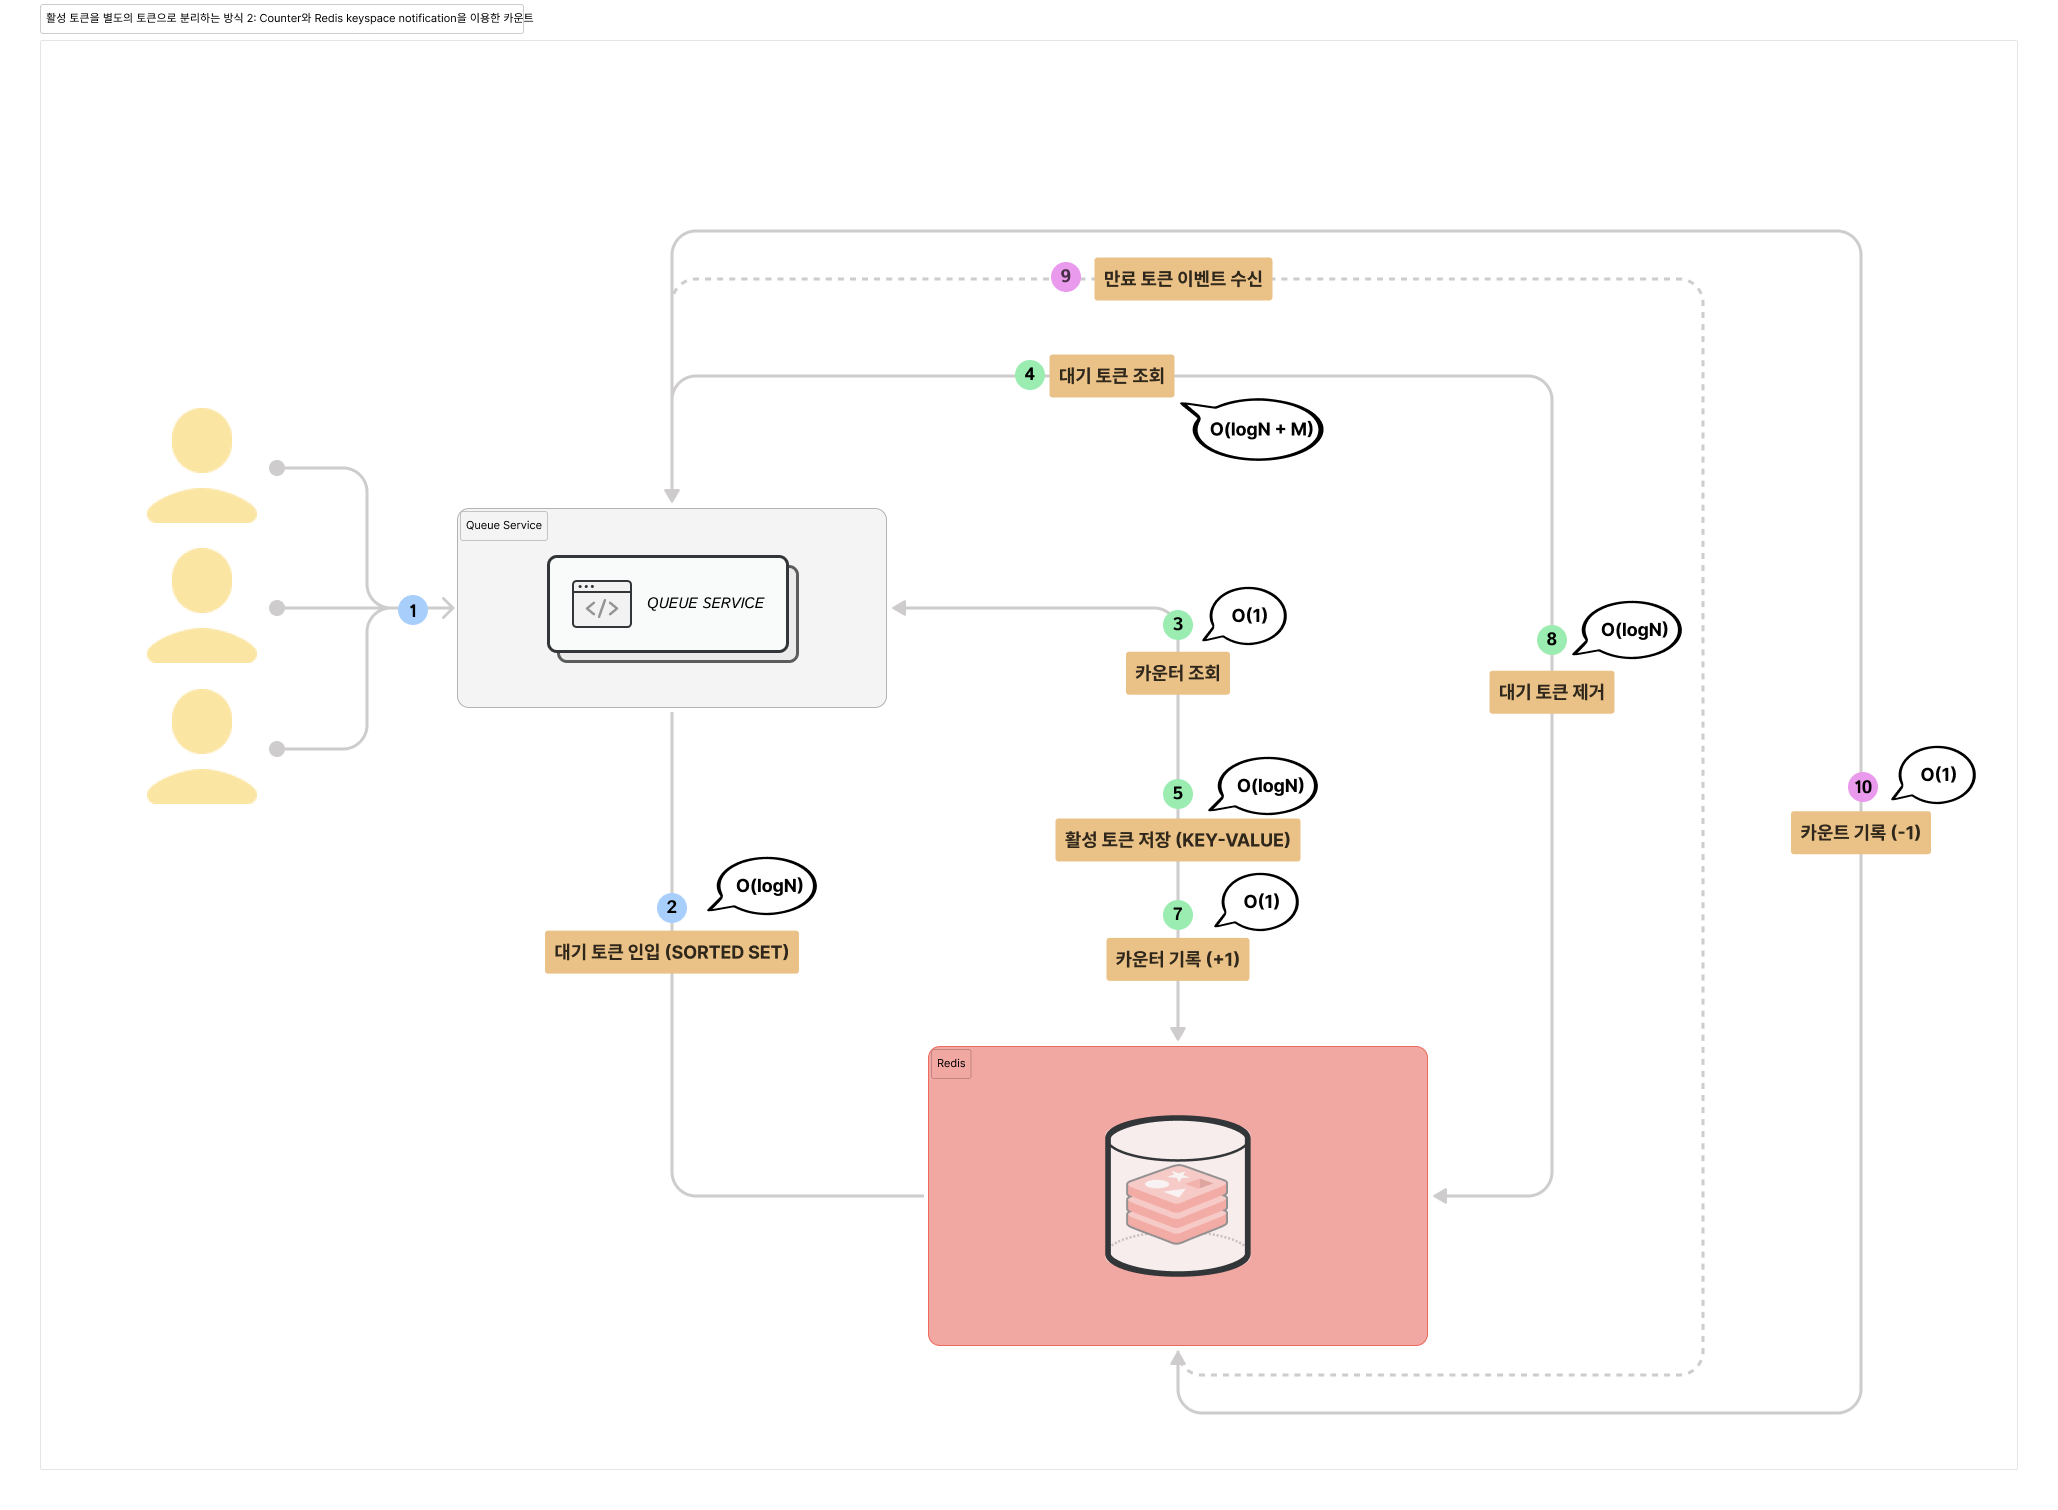 활성 토큰을 별도의 토큰으로 분리하는 방식 2: Counter와 Redis keyspace notification을 이용한 카운트
9
만료 토큰 이벤트 수신
4
대기 토큰 조회
O(logN + M)
Queue Service
QUEUE SERVICE
1
3
O(1)
카운터 조회
8
O(logN)
대기 토큰 제거
5
O(logN)
활성 토큰 저장 (KEY-VALUE)
10
O(1)
카운트 기록 (-1)
2
O(logN)
대기 토큰 인입 (SORTED SET)
7
O(1)
카운터 기록 (+1)
Redis